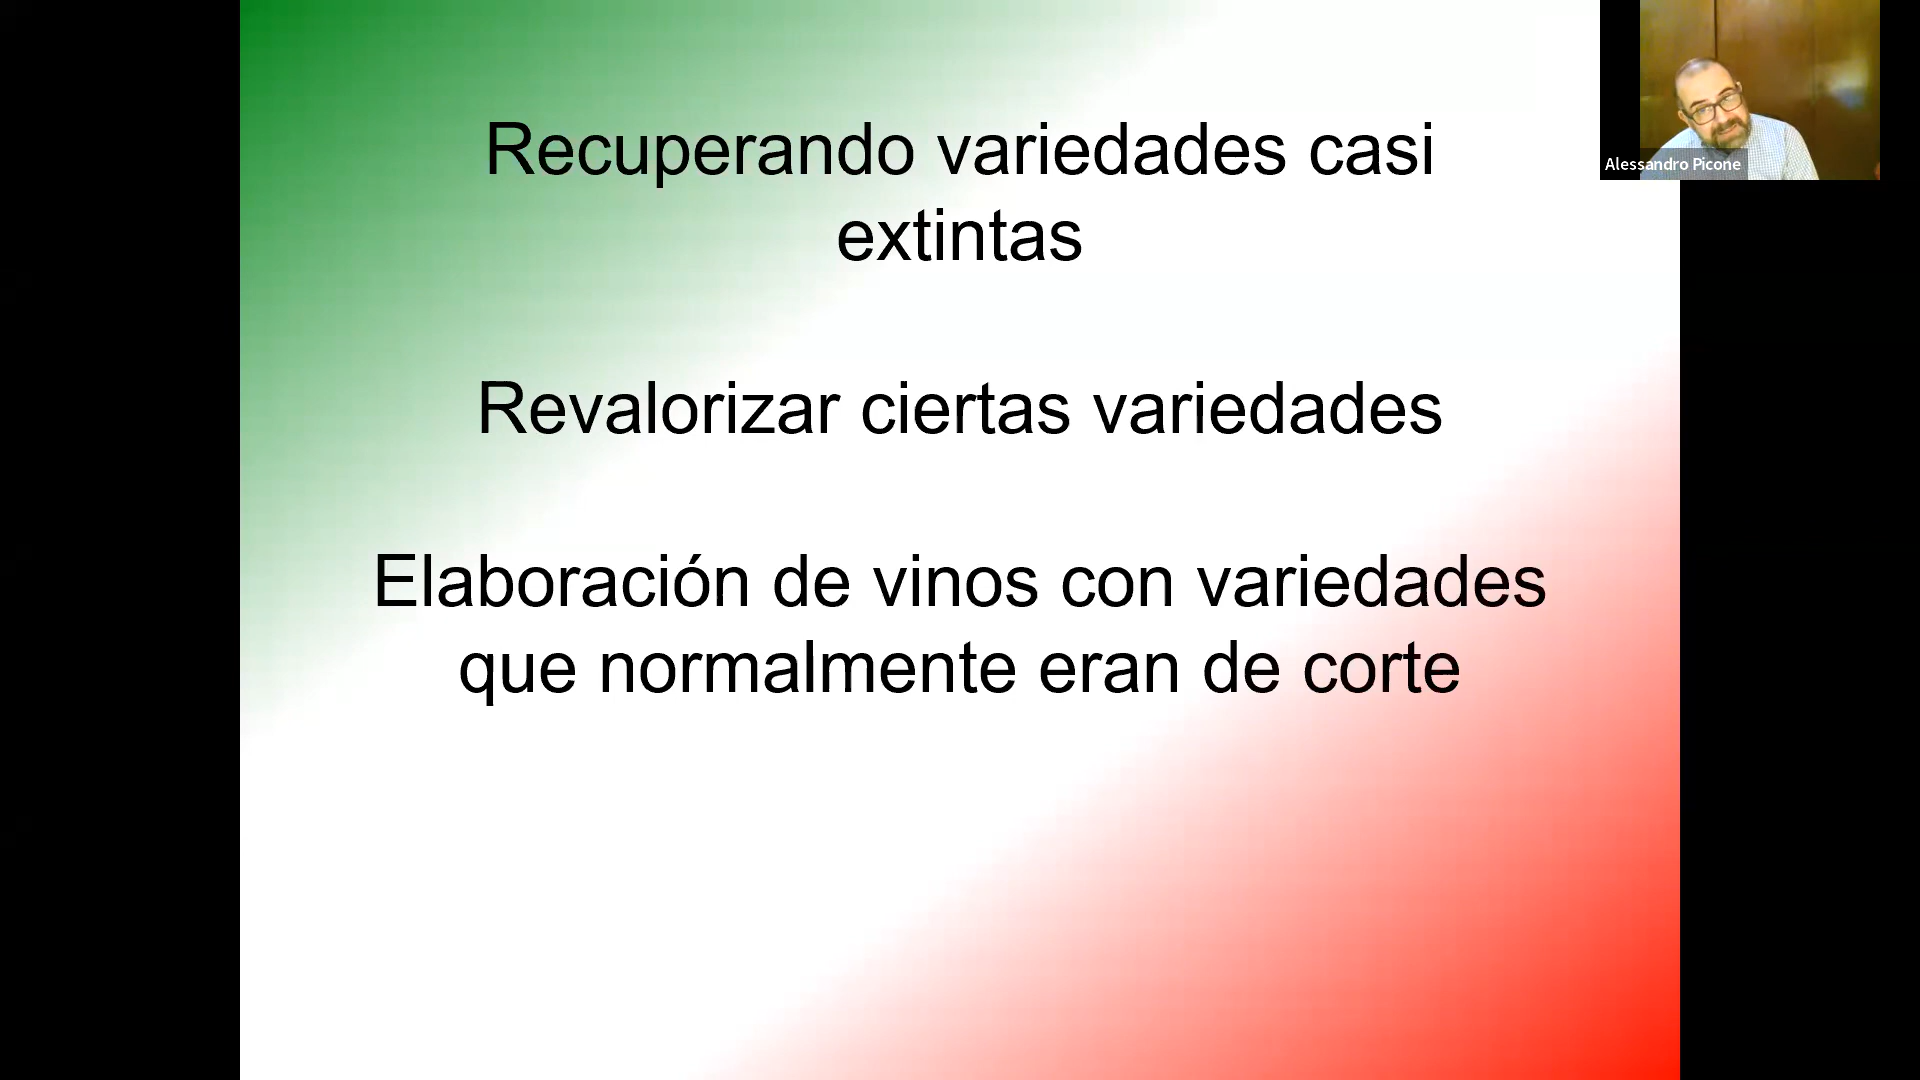 Recuperando variedades casi
extintas
Revalorizar ciertas variedades
Elaboración de vinos con variedades
que normalmente eran de corte
Alessandro Picone